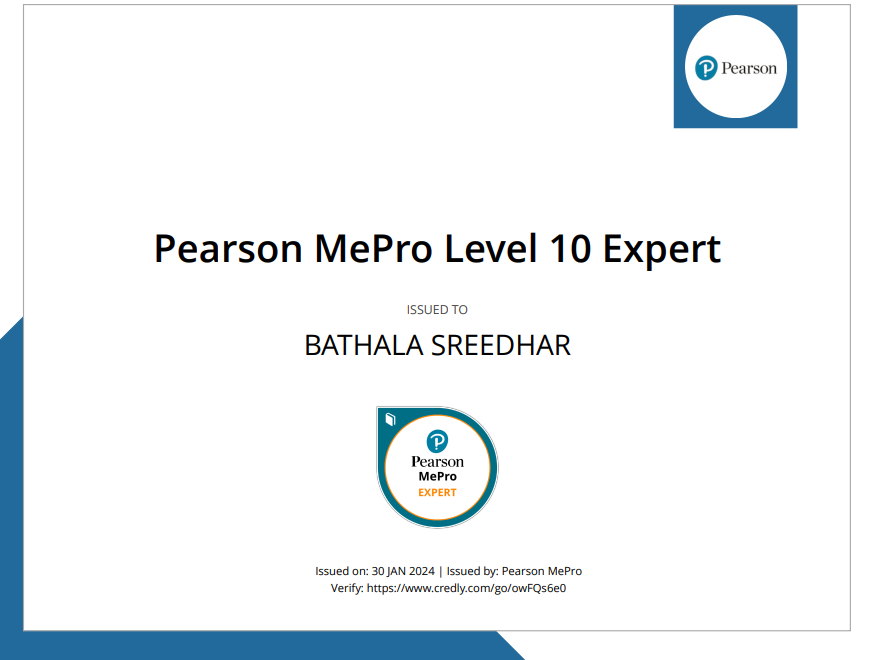 Pearson
Pearson MePro Level 10 Expert
ISSUED TO
BATHALA SREEDHAR
Pearson
MePro
EXPERT
Issued on: 30 JAN 2024 | Issued by: Pearson MePro
Verify: https://www.credly.com/go/owFQs6e0